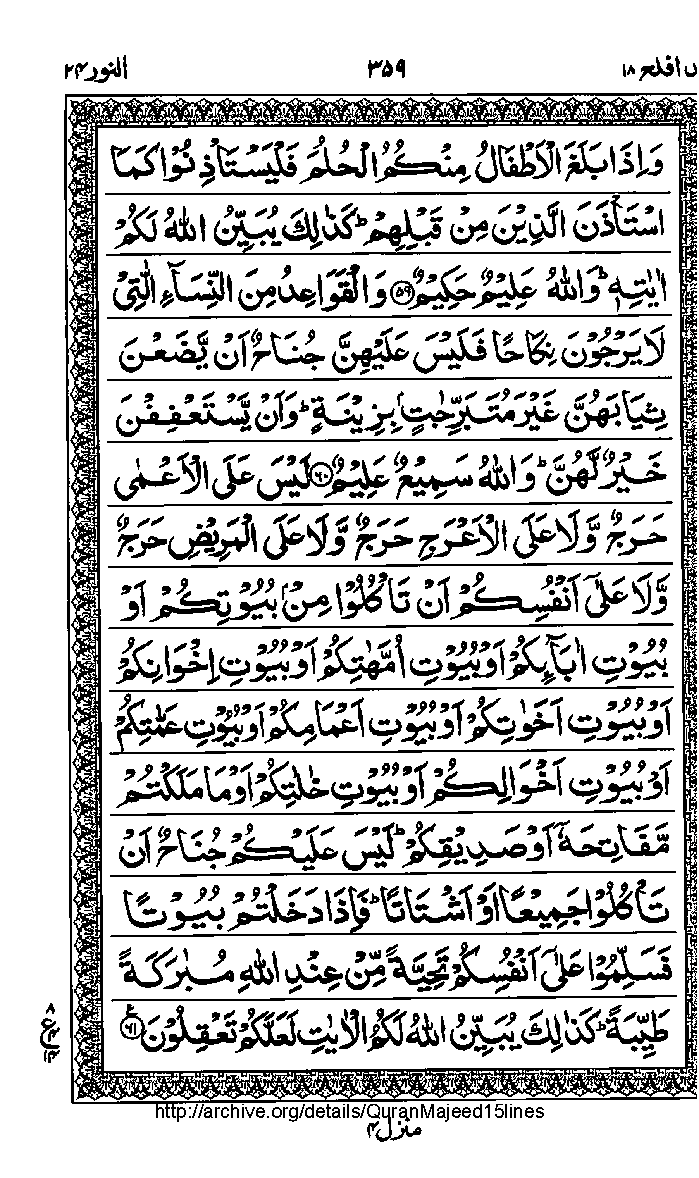 ن افلح ١٨
٣٥٩
النور ٢٤
وَاِذَا بَلَغَ الْاَطْفَالُ مِنْكُمُ الْحُلُمَ فَلْيَسْتَاْذِنُوْا كَمَا
اسْتَاْذَنَ الَّذِيْنَ مِنْ قَبْلِهِمْ ؕ كَذٰلِكَ يُبَيِّنُ اللّٰهُ لَكُمْ
اٰيٰتِهٖ ؕ وَاللّٰهُ عَلِيْمٌ حَكِيْمٌ ۝۵۹ وَالْقَوَاعِدُ مِنَ النِّسَآءِ الّٰتِيْ
لَا يَرْجُوْنَ نِكَاحًا فَلَيْسَ عَلَيْهِنَّ جُنَاحٌ اَنْ يَّضَعْنَ
ثِيَابَهُنَّ غَيْرَ مُتَبَرِّجٰتٍۭ بِزِيْنَةٍ ؕ وَاَنْ يَّسْتَعْفِفْنَ
خَيْرٌ لَّهُنَّ ؕ وَاللّٰهُ سَمِيْعٌ عَلِيْمٌ ۝۶۰ لَيْسَ عَلَى الْاَعْمٰى
حَرَجٌ وَّلَا عَلَى الْاَعْرَجِ حَرَجٌ وَّلَا عَلَى الْمَرِيْضِ حَرَجٌ
وَّلَا عَلٰٓى اَنْفُسِكُمْ اَنْ تَاْكُلُوْا مِنْۢ بُيُوْتِكُمْ اَوْ
بُيُوْتِ اٰبَآئِكُمْ اَوْ بُيُوْتِ اُمَّهٰتِكُمْ اَوْ بُيُوْتِ اِخْوَانِكُمْ
اَوْ بُيُوْتِ اَخَوٰتِكُمْ اَوْ بُيُوْتِ اَعْمَامِكُمْ اَوْ بُيُوْتِ عَمّٰتِكُمْ
اَوْ بُيُوْتِ اَخْوَالِكُمْ اَوْ بُيُوْتِ خٰلٰتِكُمْ اَوْ مَا مَلَكْتُمْ
مَّفَاتِحَهٗٓ اَوْ صَدِيْقِكُمْ ؕ لَيْسَ عَلَيْكُمْ جُنَاحٌ اَنْ
تَاْكُلُوْا جَمِيْعًا اَوْ اَشْتَاتًا ؕ فَاِذَا دَخَلْتُمْ بُيُوْتًا
فَسَلِّمُوْا عَلٰٓى اَنْفُسِكُمْ تَحِيَّةً مِّنْ عِنْدِ اللّٰهِ مُبٰرَكَةً
طَيِّبَةً ؕ كَذٰلِكَ يُبَيِّنُ اللّٰهُ لَكُمُ الْاٰيٰتِ لَعَلَّكُمْ تَعْقِلُوْنَ ۝۶۱
http://archive.org/details/QuranMajeed15lines
منزل ۴